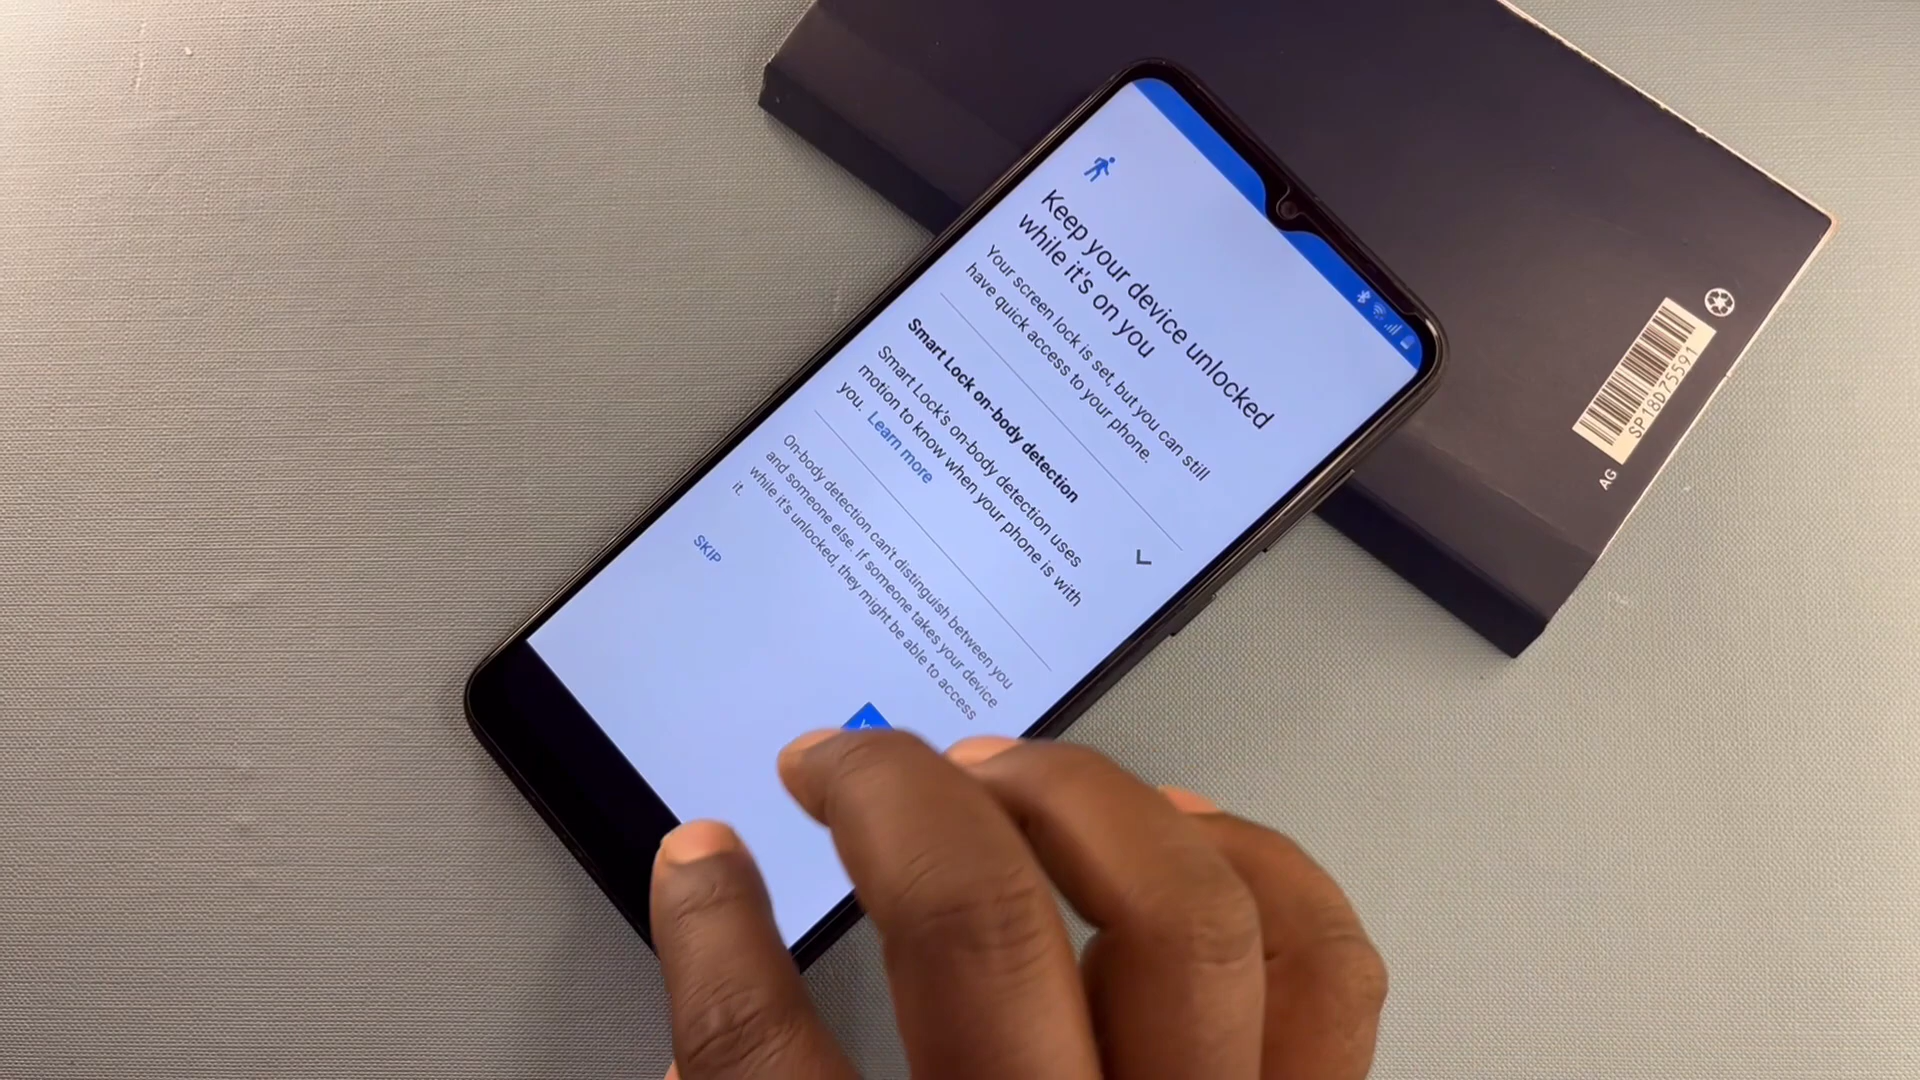 Keep your device unlocked
while it's on you
Your screen lock is set, but you can still
have quick access to your phone.
Smart Lock on-body detection
Smart Lock's on-body detection uses
motion to know when your phone is with
you. Learn more
On-body detection can't distinguish between you
and someone else. If someone takes your device
while it's unlocked, they might be able to access
it.
SKIP
SP18D75591
AG